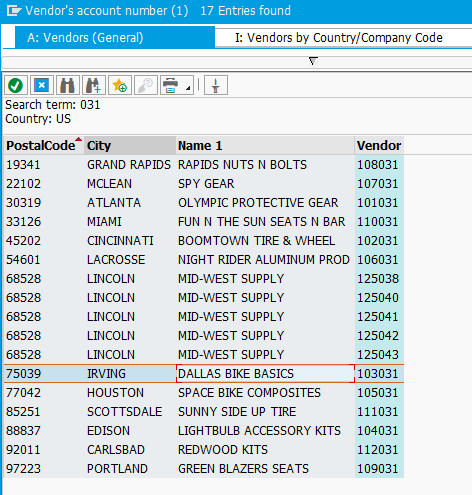 Vendor's account number (1) 17 Entries found
A: Vendors (General) I: Vendors by Country/Company Code
Search term: 031
Country: US
PostalCode City Name 1 Vendor
19341 GRAND RAPIDS RAPIDS NUTS N BOLTS 108031
22102 MCLEAN SPY GEAR 107031
30319 ATLANTA OLYMPIC PROTECTIVE GEAR 101031
33126 MIAMI FUN N THE SUN SEATS N BAR 110031
45202 CINCINNATI BOOMTOWN TIRE & WHEEL 102031
54601 LACROSSE NIGHT RIDER ALUMINUM PROD 106031
68528 LINCOLN MID-WEST SUPPLY 125038
68528 LINCOLN MID-WEST SUPPLY 125040
68528 LINCOLN MID-WEST SUPPLY 125041
68528 LINCOLN MID-WEST SUPPLY 125042
68528 LINCOLN MID-WEST SUPPLY 125043
75039 IRVING DALLAS BIKE BASICS 103031
77042 HOUSTON SPACE BIKE COMPOSITES 105031
85251 SCOTTSDALE SUNNY SIDE UP TIRE 111031
88837 EDISON LIGHTBULB ACCESSORY KITS 104031
92011 CARLSBAD REDWOOD KITS 112031
97223 PORTLAND GREEN BLAZERS SEATS 109031